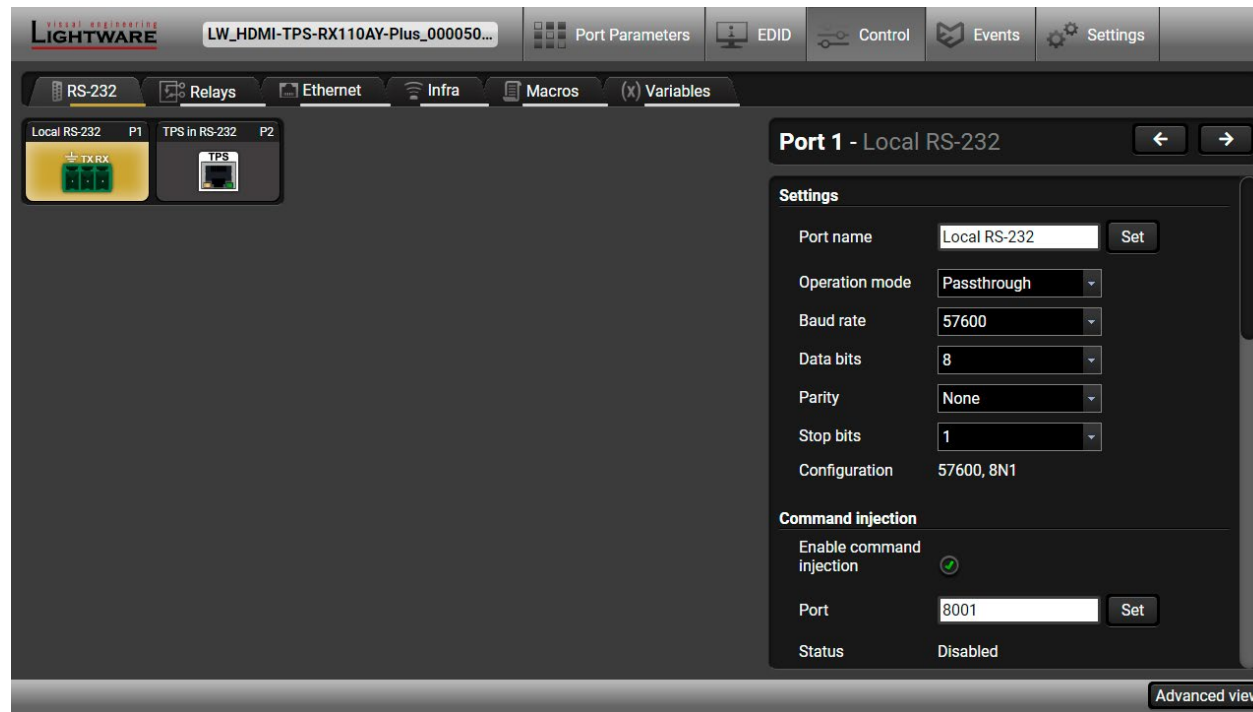 visual engineering
LIGHTWARE
LW_HDMI-TPS-RX110AY-Plus_000050...
Port Parameters
EDID
Control
Events
Settings
RS-232
Relays
Ethernet
Infra
Macros
(x) Variables
Local RS-232 P1
TPS in RS-232 P2
TX RX
TPS
Port 1 - Local RS-232
Settings
Port name Local RS-232 Set
Operation mode Passthrough
Baud rate 57600
Data bits 8
Parity None
Stop bits 1
Configuration 57600, 8N1
Command injection
Enable command
injection
Port 8001 Set
Status Disabled
Advanced view